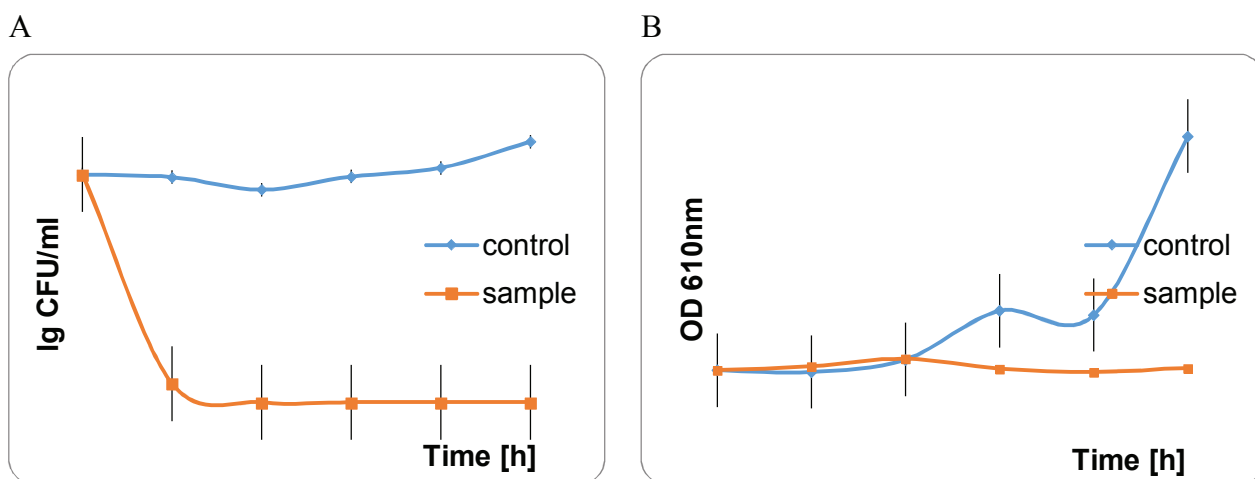 A
B
lg CFU/ml
control
sample
Time [h]
OD 610nm
control
sample
Time [h]